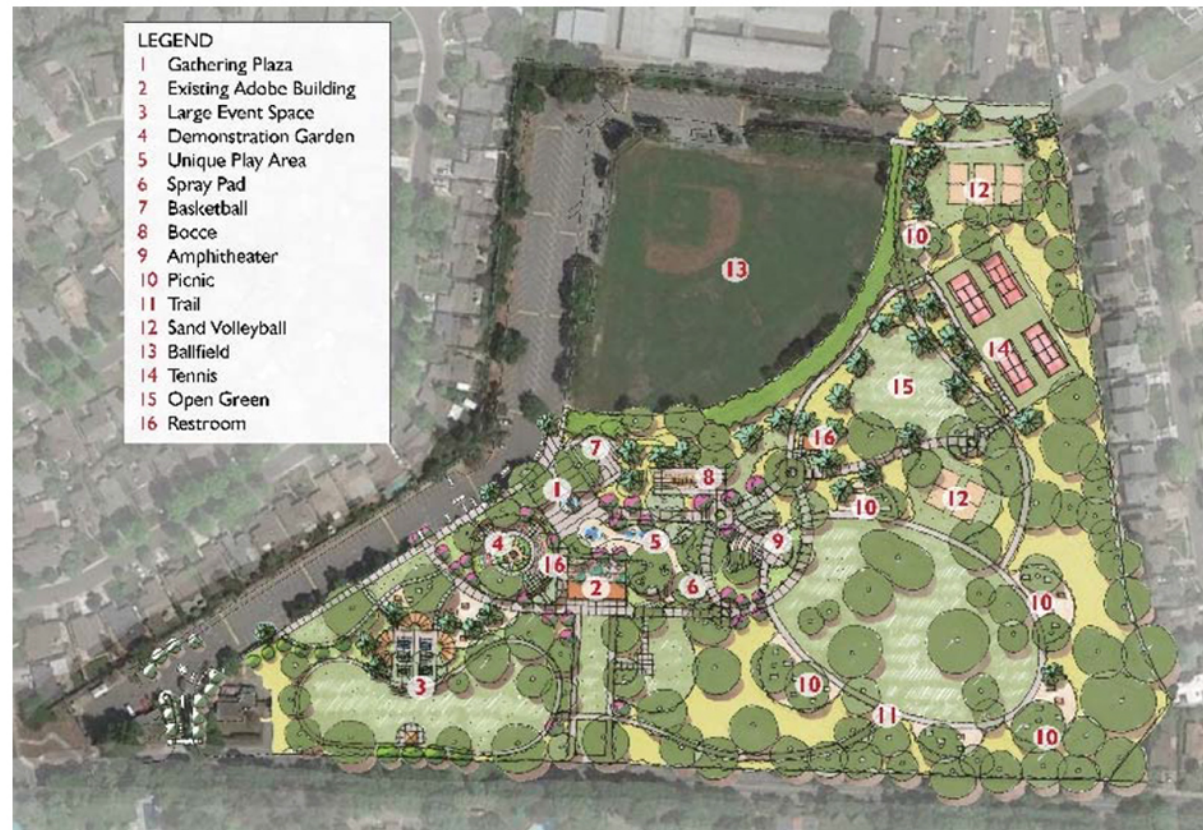 LEGEND
1 Gathering Plaza
2 Existing Adobe Building
3 Large Event Space
4 Demonstration Garden
5 Unique Play Area
6 Spray Pad
7 Basketball
8 Bocce
9 Amphitheater
10 Picnic
11 Trail
12 Sand Volleyball
13 Ballfield
14 Tennis
15 Open Green
16 Restroom
12
10
13
14
15
7
16
8
1
10
12
4
5
9
16
2
6
10
3
10
11
10